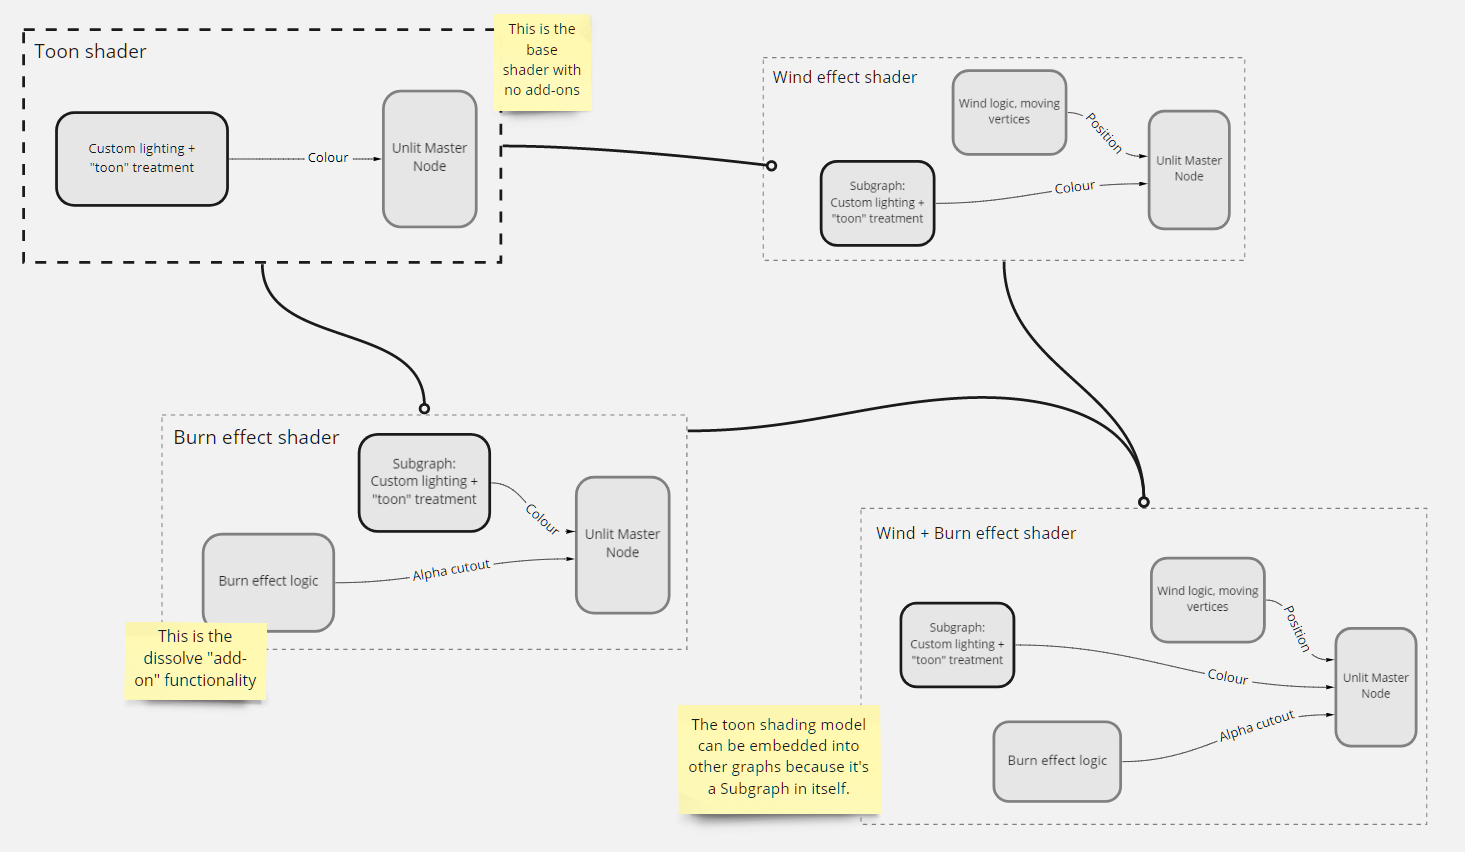 Toon shader
This is the
base
shader with
no add-ons
Custom lighting +
"toon" treatment
Colour
Unlit Master
Node
Wind effect shader
Wind logic, moving
vertices
Position
Subgraph:
Custom lighting +
"toon" treatment
Colour
Unlit Master
Node
Burn effect shader
Subgraph:
Custom lighting +
"toon" treatment
Colour
Unlit Master
Node
Burn effect logic
Alpha cutout
This is the
dissolve "add-
on" functionality
Wind + Burn effect shader
Wind logic, moving
vertices
Position
Subgraph:
Custom lighting +
"toon" treatment
Colour
Unlit Master
Node
Burn effect logic
Alpha cutout
The toon shading model
can be embedded into
other graphs because it's
a Subgraph in itself.